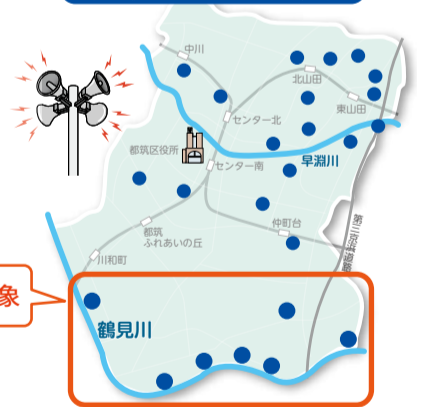 中川
北山田
東山田
センター北
都筑区役所
早淵川
センター南
仲町台
都筑
ふれあいの丘
第三京浜道路
川和町
象
鶴見川